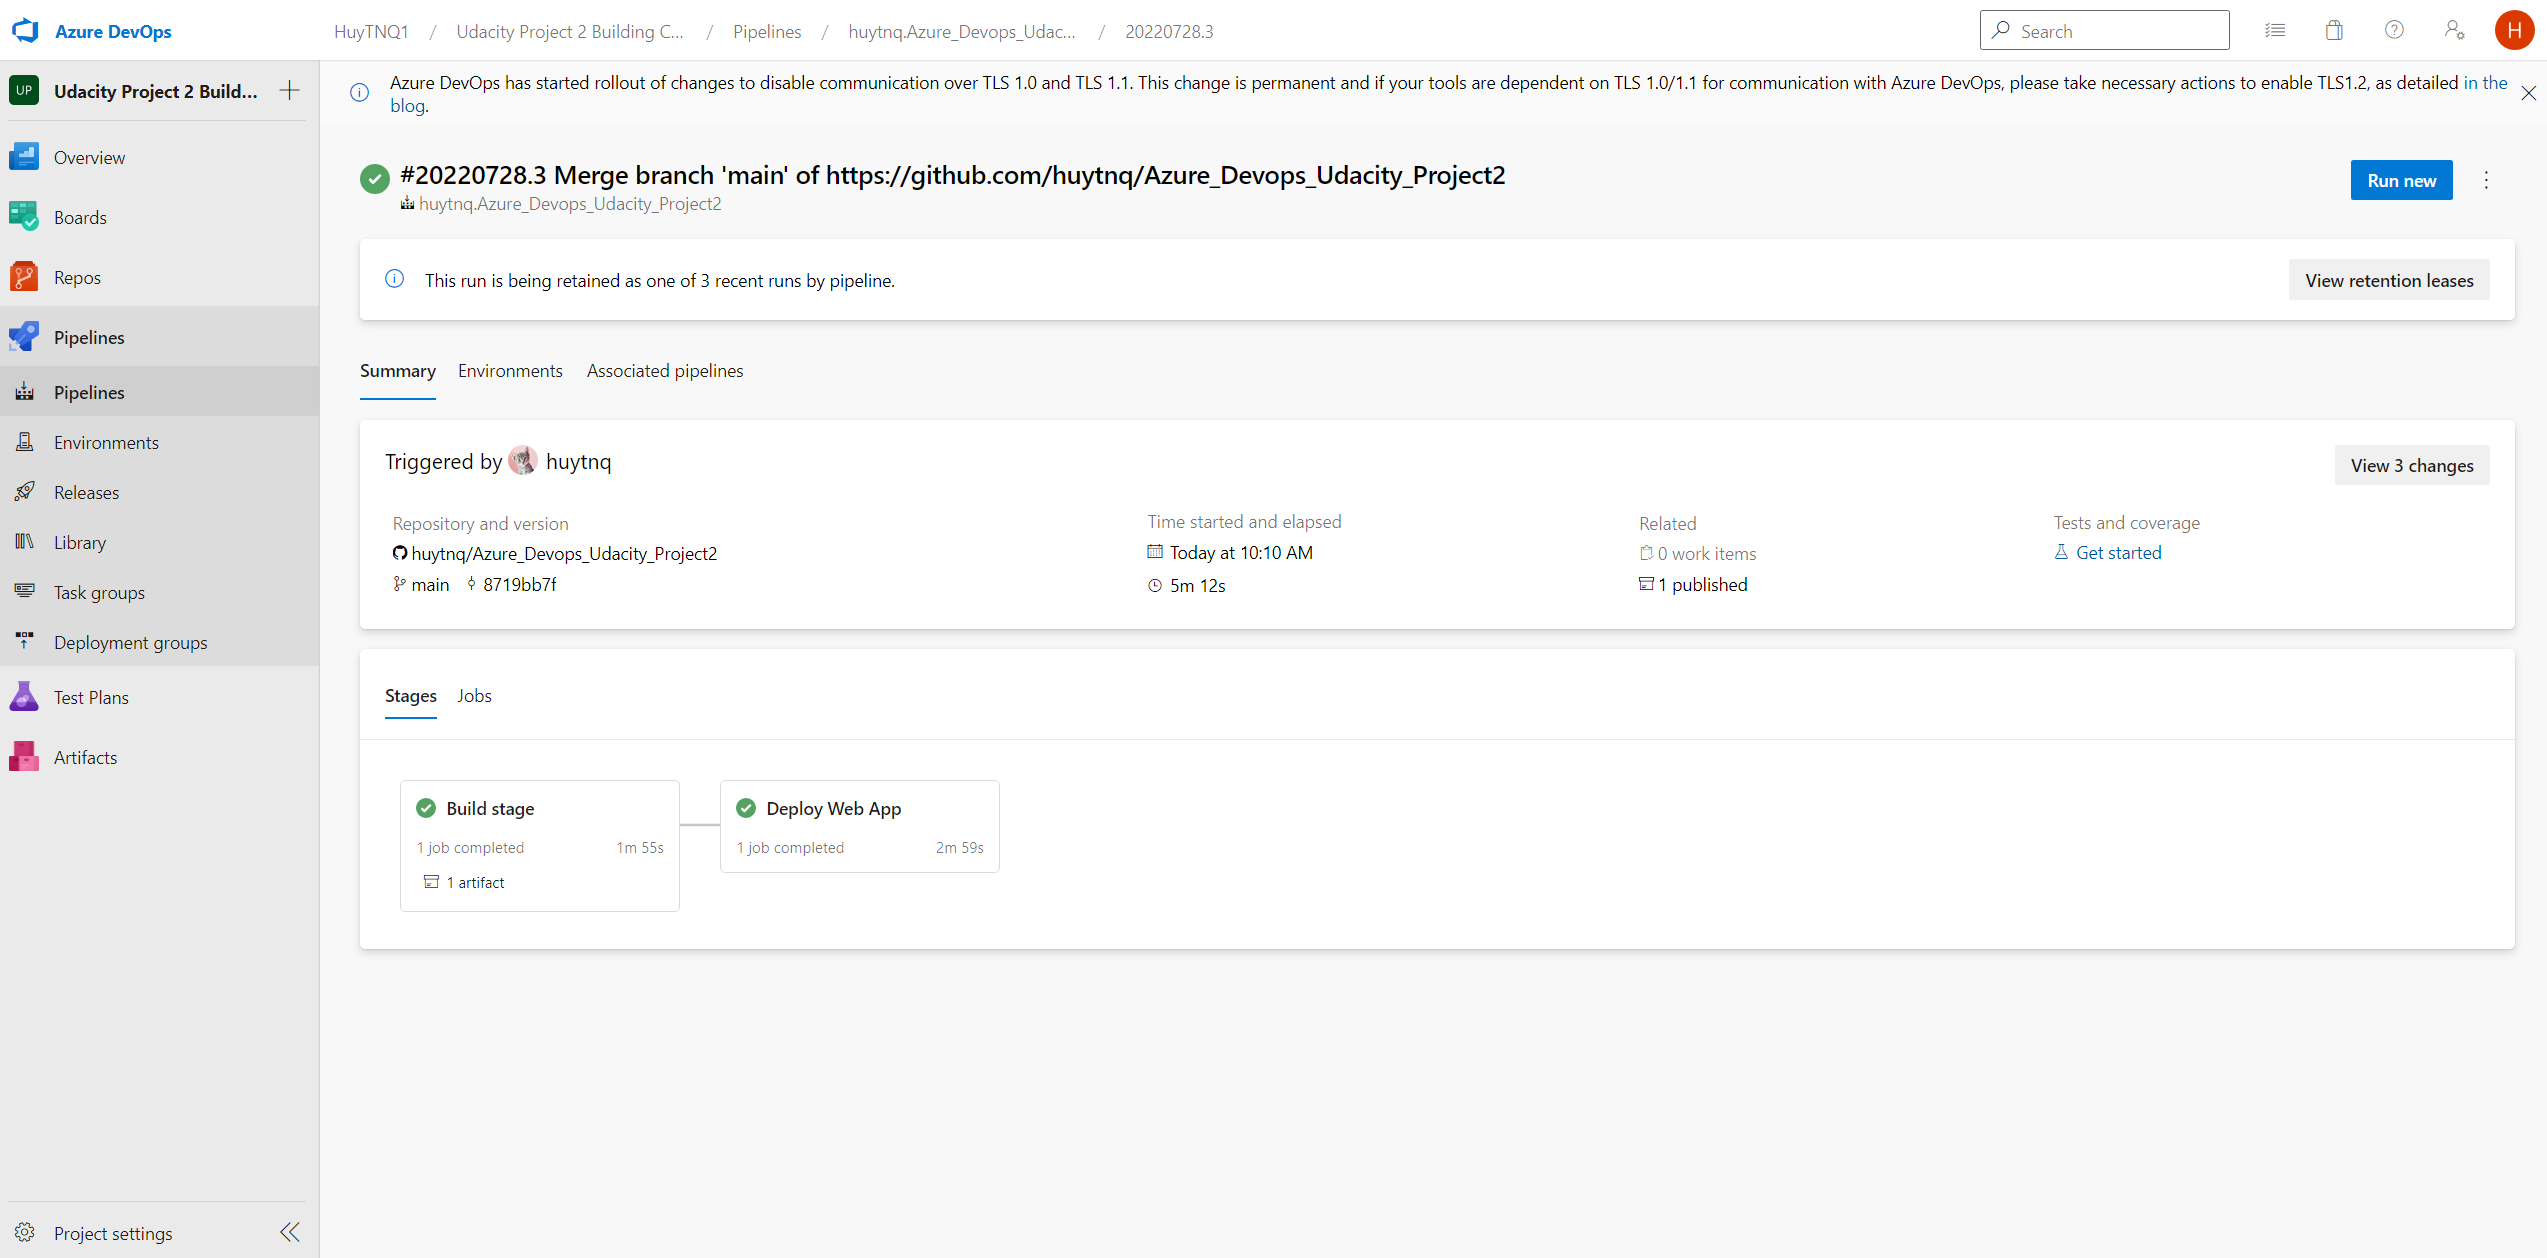 Azure DevOps
HuyTNQ1 / Udacity Project 2 Building C... / Pipelines / huytnq.Azure_Devops_Udac... / 20220728.3
Search
H
UP Udacity Project 2 Build...
Overview
Boards
Repos
Pipelines
Pipelines
Environments
Releases
Library
Task groups
Deployment groups
Test Plans
Artifacts
Project settings
Azure DevOps has started rollout of changes to disable communication over TLS 1.0 and TLS 1.1. This change is permanent and if your tools are dependent on TLS 1.0/1.1 for communication with Azure DevOps, please take necessary actions to enable TLS1.2, as detailed in the
blog.
#20220728.3 Merge branch 'main' of https://github.com/huytnq/Azure_Devops_Udacity_Project2
huytnq.Azure_Devops_Udacity_Project2
Run new
This run is being retained as one of 3 recent runs by pipeline.
View retention leases
Summary Environments Associated pipelines
Triggered by huytnq
View 3 changes
Repository and version
huytnq/Azure_Devops_Udacity_Project2
main 8719bb7f
Time started and elapsed
Today at 10:10 AM
5m 12s
Related
0 work items
1 published
Tests and coverage
Get started
Stages Jobs
Build stage
1 job completed 1m 55s
1 artifact
Deploy Web App
1 job completed 2m 59s